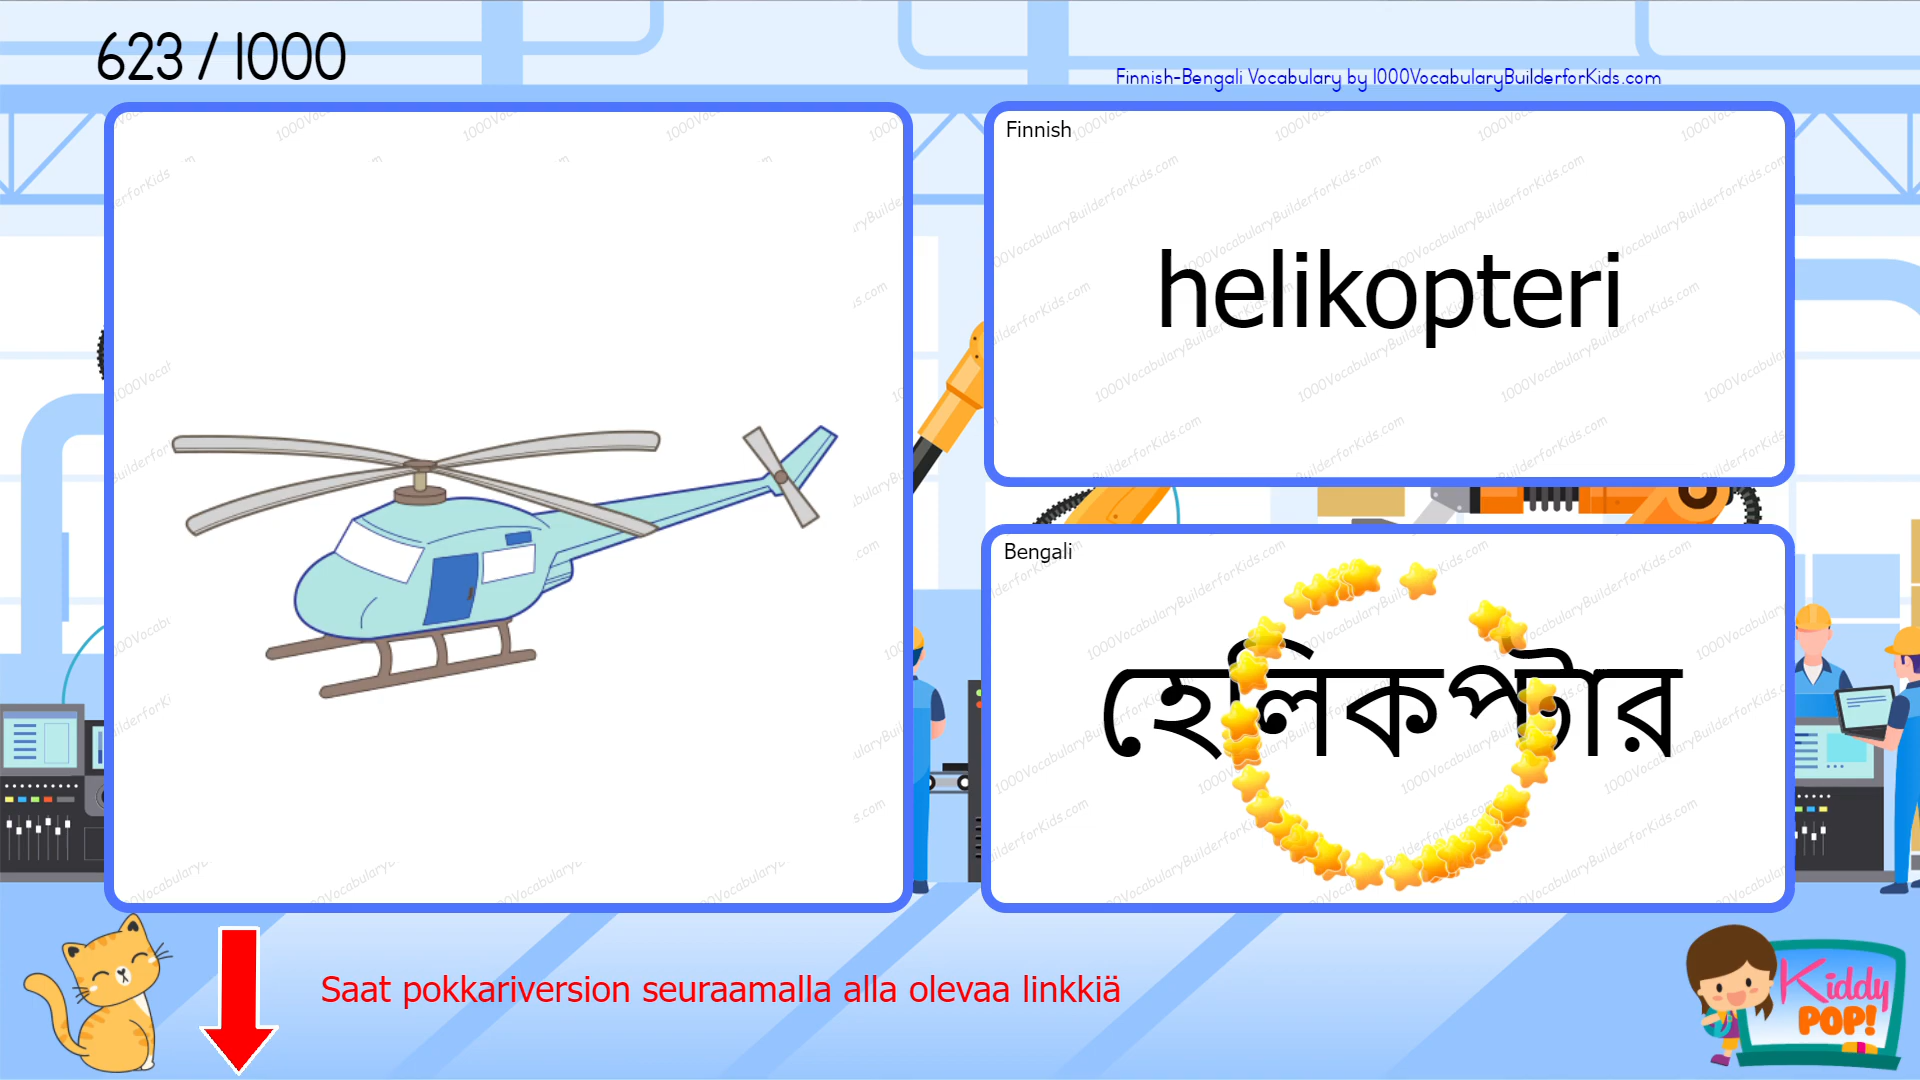 623 / 1000
Finnish-Bengali Vocabulary by 1000VocabularyBuilderforKids.com
Finnish
helikopteri
Bengali
হেলিকপ্টার
Saat pokkariversion seuraamalla alla olevaa linkkiä
Kiddy
POP!